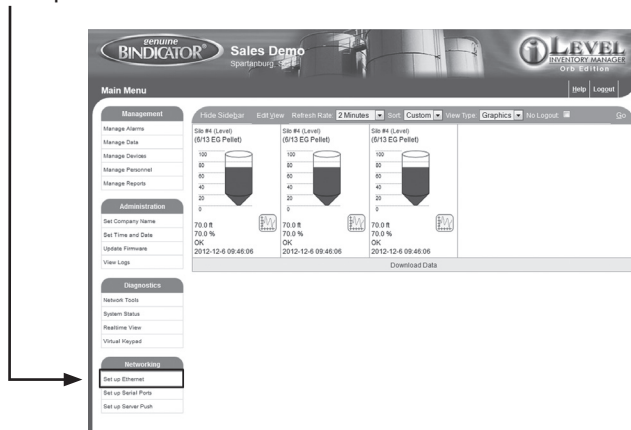 genuine
BINDICATOR®
Sales Demo
Spartanburg,
iLEVEL
INVENTORY MANAGER
Orb Edition
Main Menu
Help Logout
Management
Manage Alarms
Manage Data
Manage Devices
Manage Personnel
Manage Reports
Administration
Set Company Name
Set Time and Date
Update Firmware
View Logs
Diagnostics
Network Tools
System Status
Realtime View
Virtual Keypad
Networking
Set up Ethernet
Set up Serial Ports
Set up Server Push
Hide Sidebar Edit View Refresh Rate: 2 Minutes Sort: Custom View Type: Graphics No Logout: Go
Silo #4 (Level)
(6/13 EG Pellet)
100
80
60
40
20
0
70.0 ft
70.0 %
OK
2012-12-6 09:46:06
Silo #4 (Level)
(6/13 EG Pellet)
100
80
60
40
20
0
70.0 ft
70.0 %
OK
2012-12-6 09:46:06
Silo #4 (Level)
(6/13 EG Pellet)
100
80
60
40
20
0
70.0 ft
70.0 %
OK
2012-12-6 09:46:06
Download Data